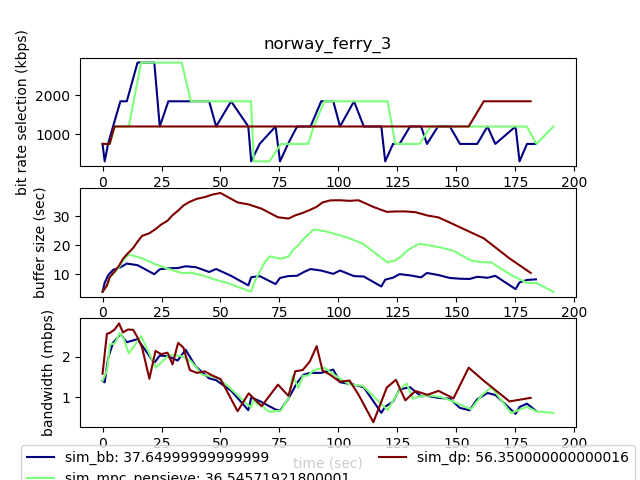 norway_ferry_3
bit rate selection (kbps)
2000
1000
0 25 50 75 100 125 150 175 200
buffer size (sec)
30
20
10
0 25 50 75 100 125 150 175 200
bandwidth (mbps)
2
1
0 25 50 75 100 125 150 175 200
time (sec)
sim_bb: 37.64999999999999 sim_dp: 56.350000000000016
sim_mpc_pensieve: 36.54571921800001